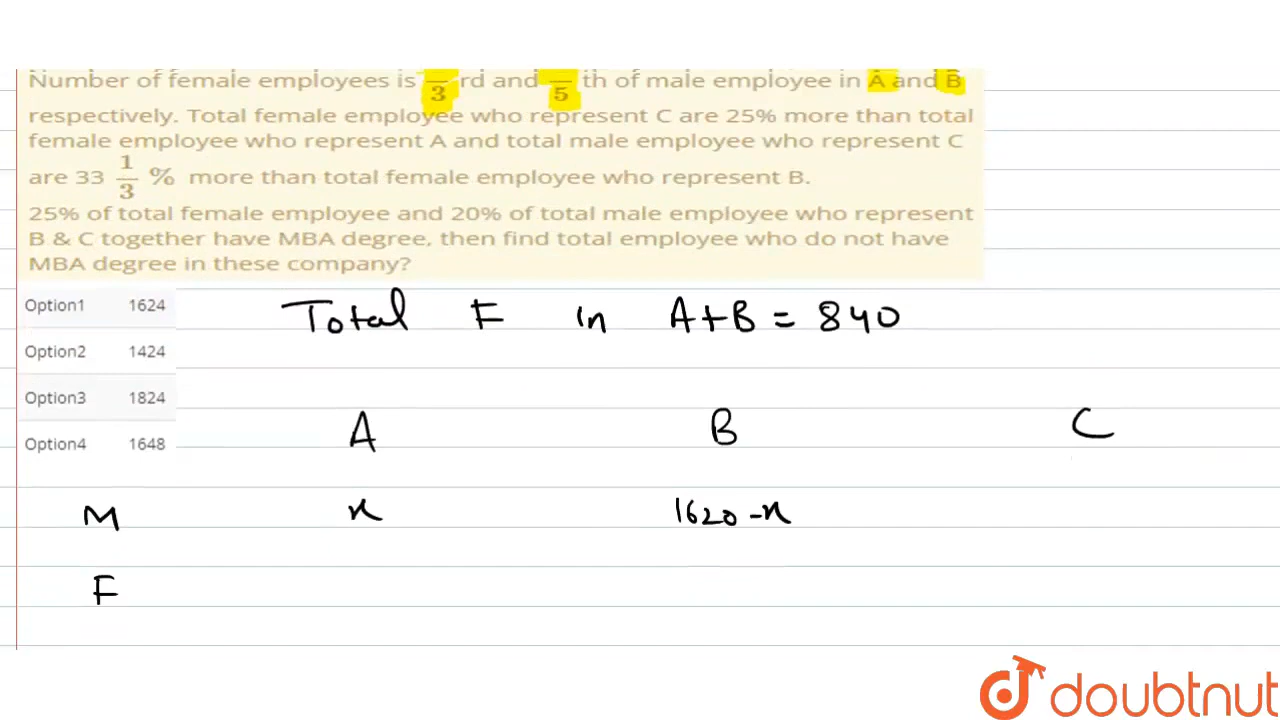 Number of female employees is /3 rd and /5 th of male employee in A and B
respectively. Total female employee who represent C are 25% more than total
female employee who represent A and total male employee who represent C
are 33 1/3 % more than total female employee who represent B.
25% of total female employee and 20% of total male employee who represent
B & C together have MBA degree, then find total employee who do not have
MBA degree in these company?
Option1 1624
Option2 1424
Option3 1824
Option4 1648
Total F in A+B = 840
A B C
M x 1620-x
F
doubtnut